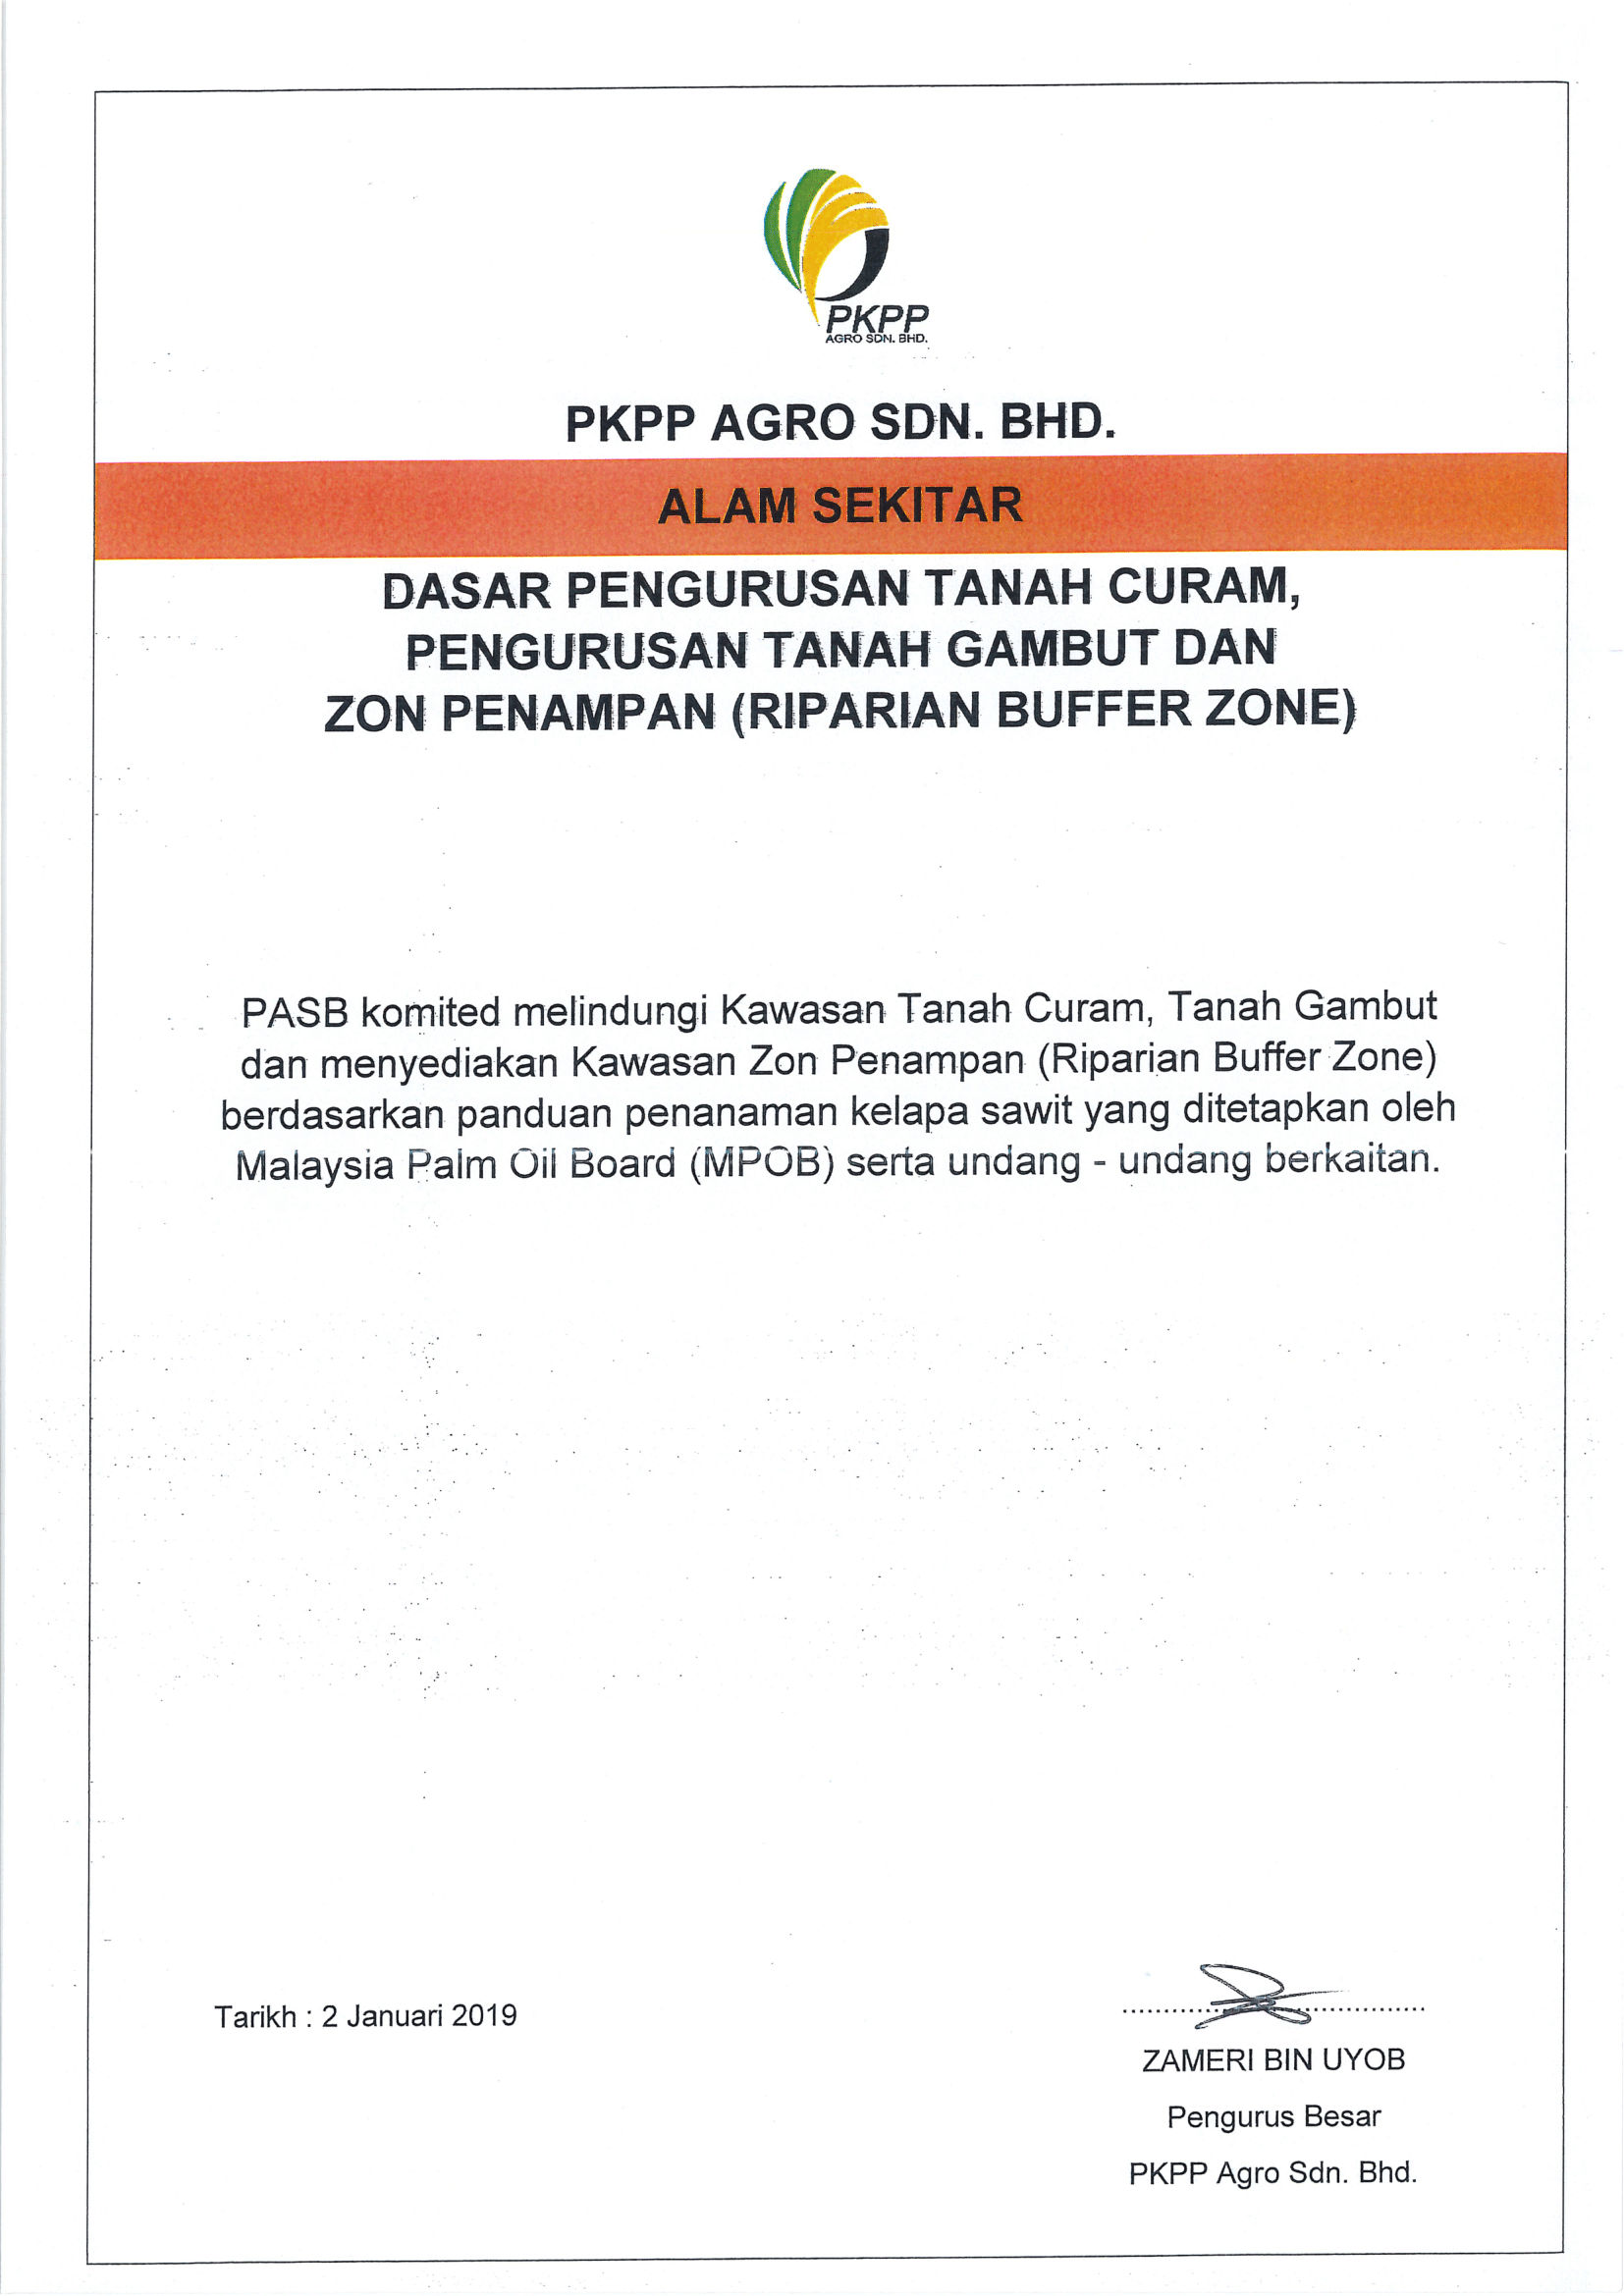 PKPP
AGRO SDN. BHD.
PKPP AGRO SDN. BHD.
ALAM SEKITAR
DASAR PENGURUSAN TANAH CURAM,
PENGURUSAN TANAH GAMBUT DAN
ZON PENAMPAN (RIPARIAN BUFFER ZONE)
PASB komited melindungi Kawasan Tanah Curam, Tanah Gambut
dan menyediakan Kawasan Zon Penampan (Riparian Buffer Zone)
berdasarkan panduan penanaman kelapa sawit yang ditetapkan oleh
Malaysia Palm Oil Board (MPOB) serta undang - undang berkaitan.
Tarikh : 2 Januari 2019
ZAMERI BIN UYOB
Pengurus Besar
PKPP Agro Sdn. Bhd.